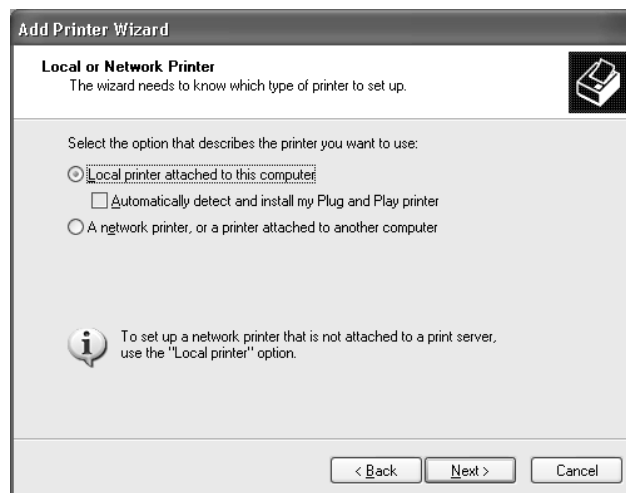 Add Printer Wizard
Local or Network Printer
The wizard needs to know which type of printer to set up.
Select the option that describes the printer you want to use:
Local printer attached to this computer
Automatically detect and install my Plug and Play printer
A network printer, or a printer attached to another computer
To set up a network printer that is not attached to a print server,
use the "Local printer" option.
< Back
Next >
Cancel